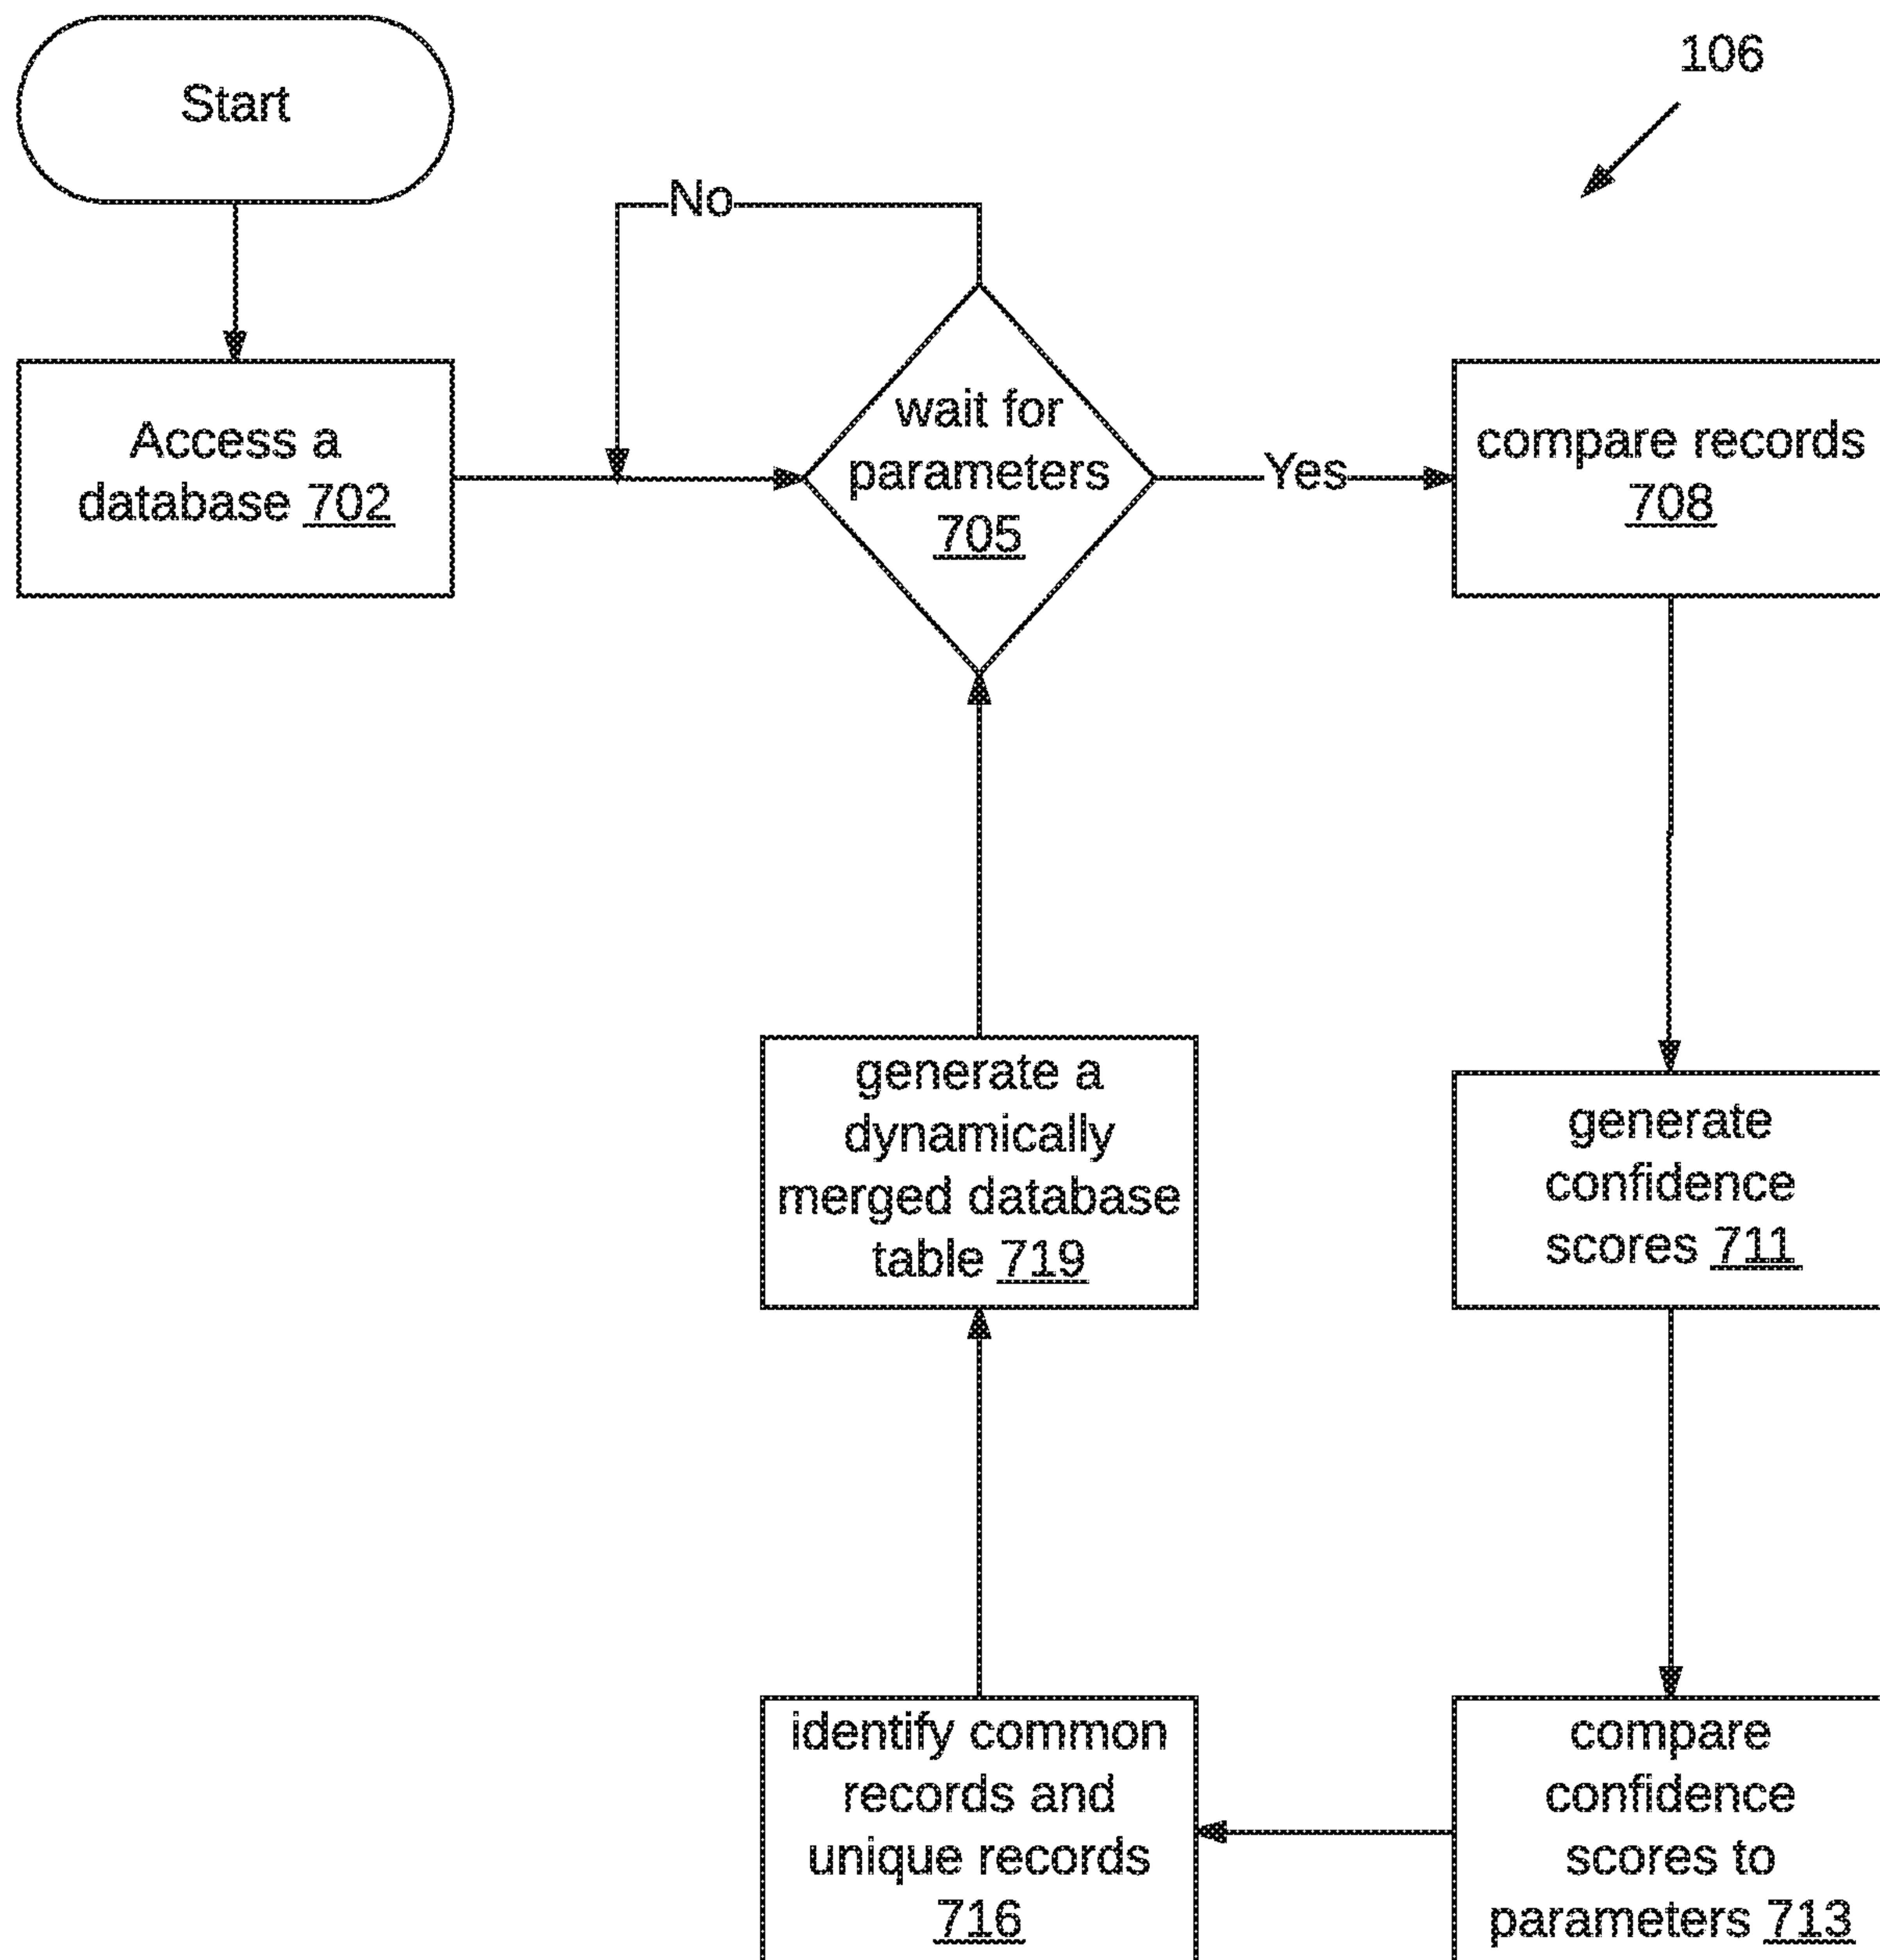 Start
106
No
Access a
database 702
wait for
parameters
705
Yes
compare records
708
generate a
dynamically
merged database
table 719
generate
confidence
scores 711
identify common
records and
unique records
716
compare
confidence
scores to
parameters 713